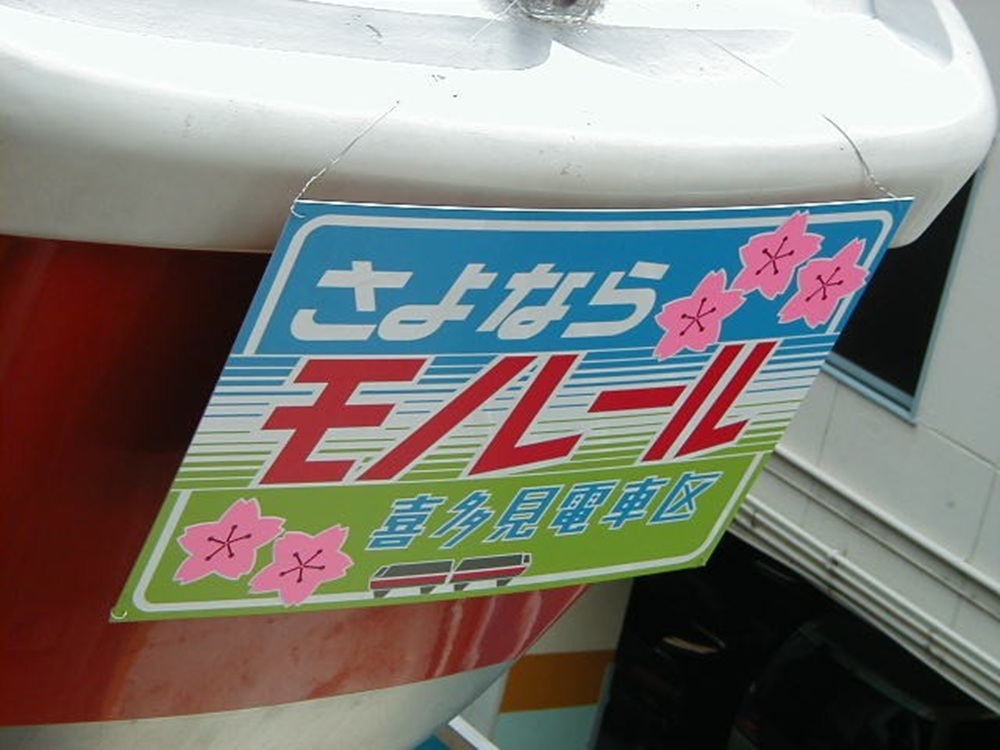 さよなら
モノレール
喜多見電車区